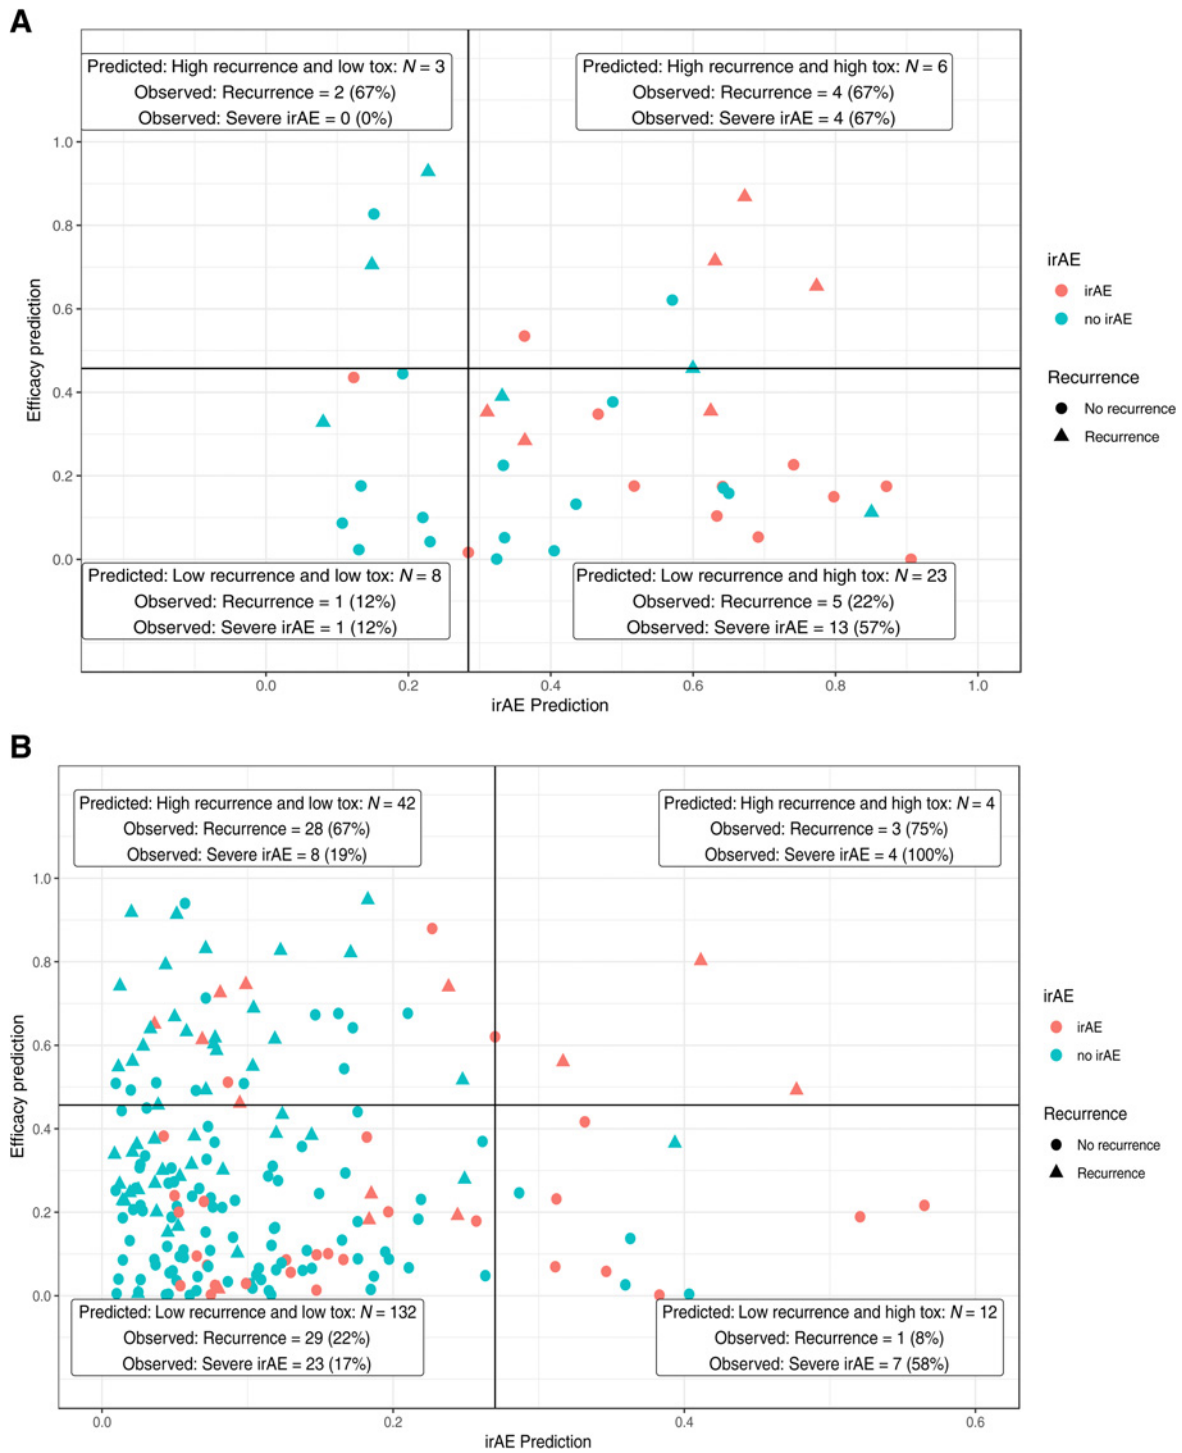 A
Predicted: High recurrence and low tox: N = 3
Observed: Recurrence = 2 (67%)
Observed: Severe irAE = 0 (0%)
Predicted: High recurrence and high tox: N = 6
Observed: Recurrence = 4 (67%)
Observed: Severe irAE = 4 (67%)
1.0
0.8
0.6
0.4
0.2
0.0
Efficacy prediction
irAE
irAE
no irAE
Recurrence
No recurrence
Recurrence
Predicted: Low recurrence and low tox: N = 8
Observed: Recurrence = 1 (12%)
Observed: Severe irAE = 1 (12%)
Predicted: Low recurrence and high tox: N = 23
Observed: Recurrence = 5 (22%)
Observed: Severe irAE = 13 (57%)
0.0 0.2 0.4 0.6 0.8 1.0
irAE Prediction
B
Predicted: High recurrence and low tox: N = 42
Observed: Recurrence = 28 (67%)
Observed: Severe irAE = 8 (19%)
Predicted: High recurrence and high tox: N = 4
Observed: Recurrence = 3 (75%)
Observed: Severe irAE = 4 (100%)
1.0
0.8
0.6
0.4
0.2
0.0
Efficacy prediction
irAE
irAE
no irAE
Recurrence
No recurrence
Recurrence
Predicted: Low recurrence and low tox: N = 132
Observed: Recurrence = 29 (22%)
Observed: Severe irAE = 23 (17%)
Predicted: Low recurrence and high tox: N = 12
Observed: Recurrence = 1 (8%)
Observed: Severe irAE = 7 (58%)
0.0 0.2 0.4 0.6
irAE Prediction